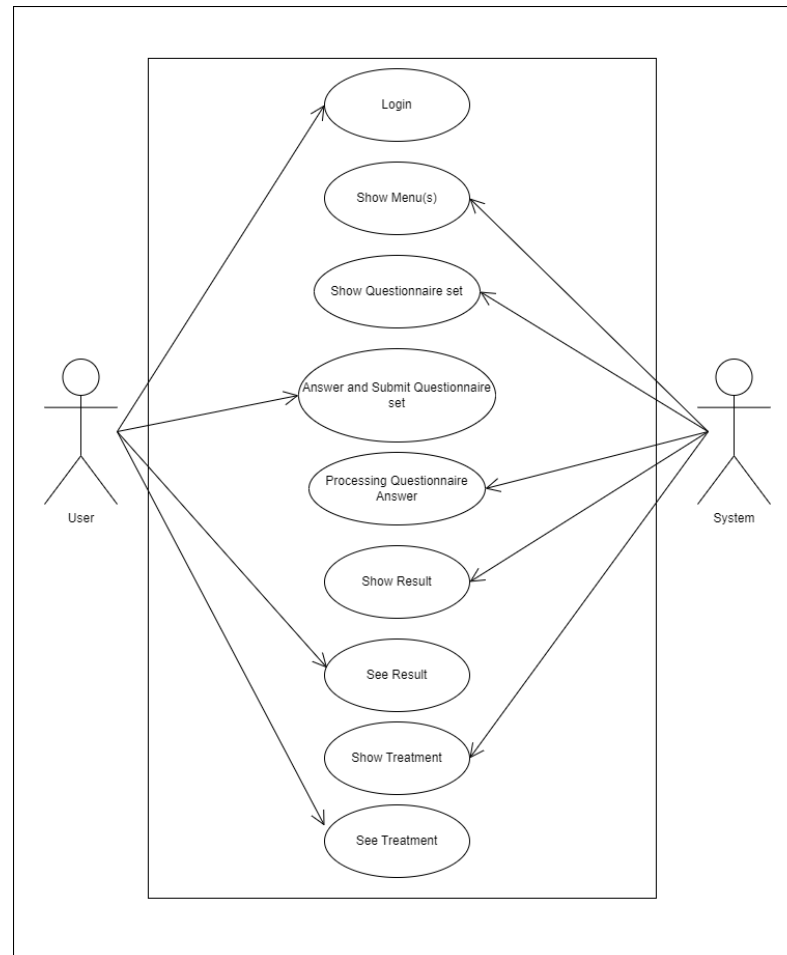 Login
Show Menu(s)
Show Questionnaire set
Answer and Submit Questionnaire
set
Processing Questionnaire
Answer
User
System
Show Result
See Result
Show Treatment
See Treatment